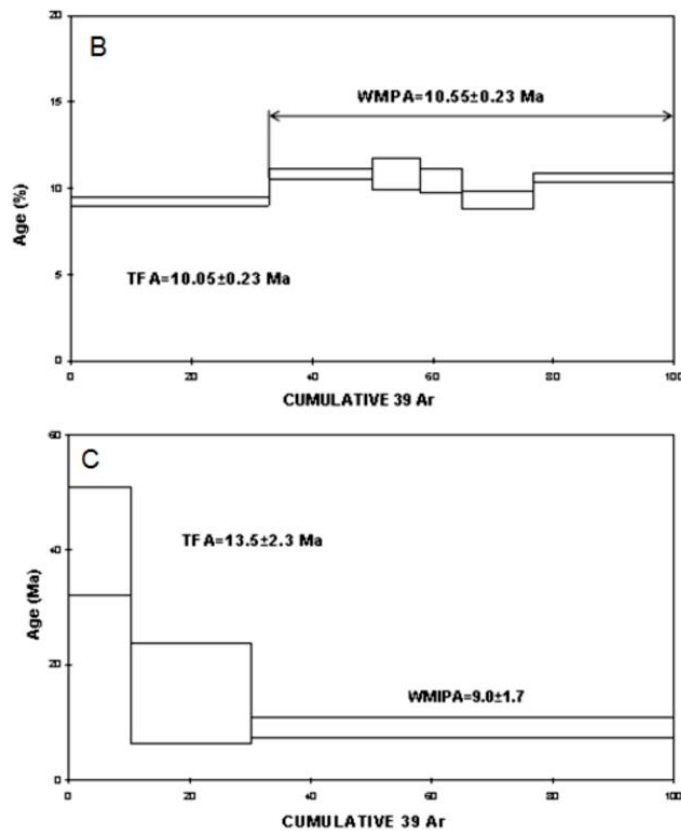 20
B
WMPA=10.55±0.23 Ma
15
10
Age (%)
5
TFA=10.05±0.23 Ma
0
0 20 40 60 80 100
CUMULATIVE 39 Ar
60
C
TFA=13.5±2.3 Ma
40
Age (Ma)
20
WMIPA=9.0±1.7
0
0 20 40 60 80 100
CUMULATIVE 39 Ar